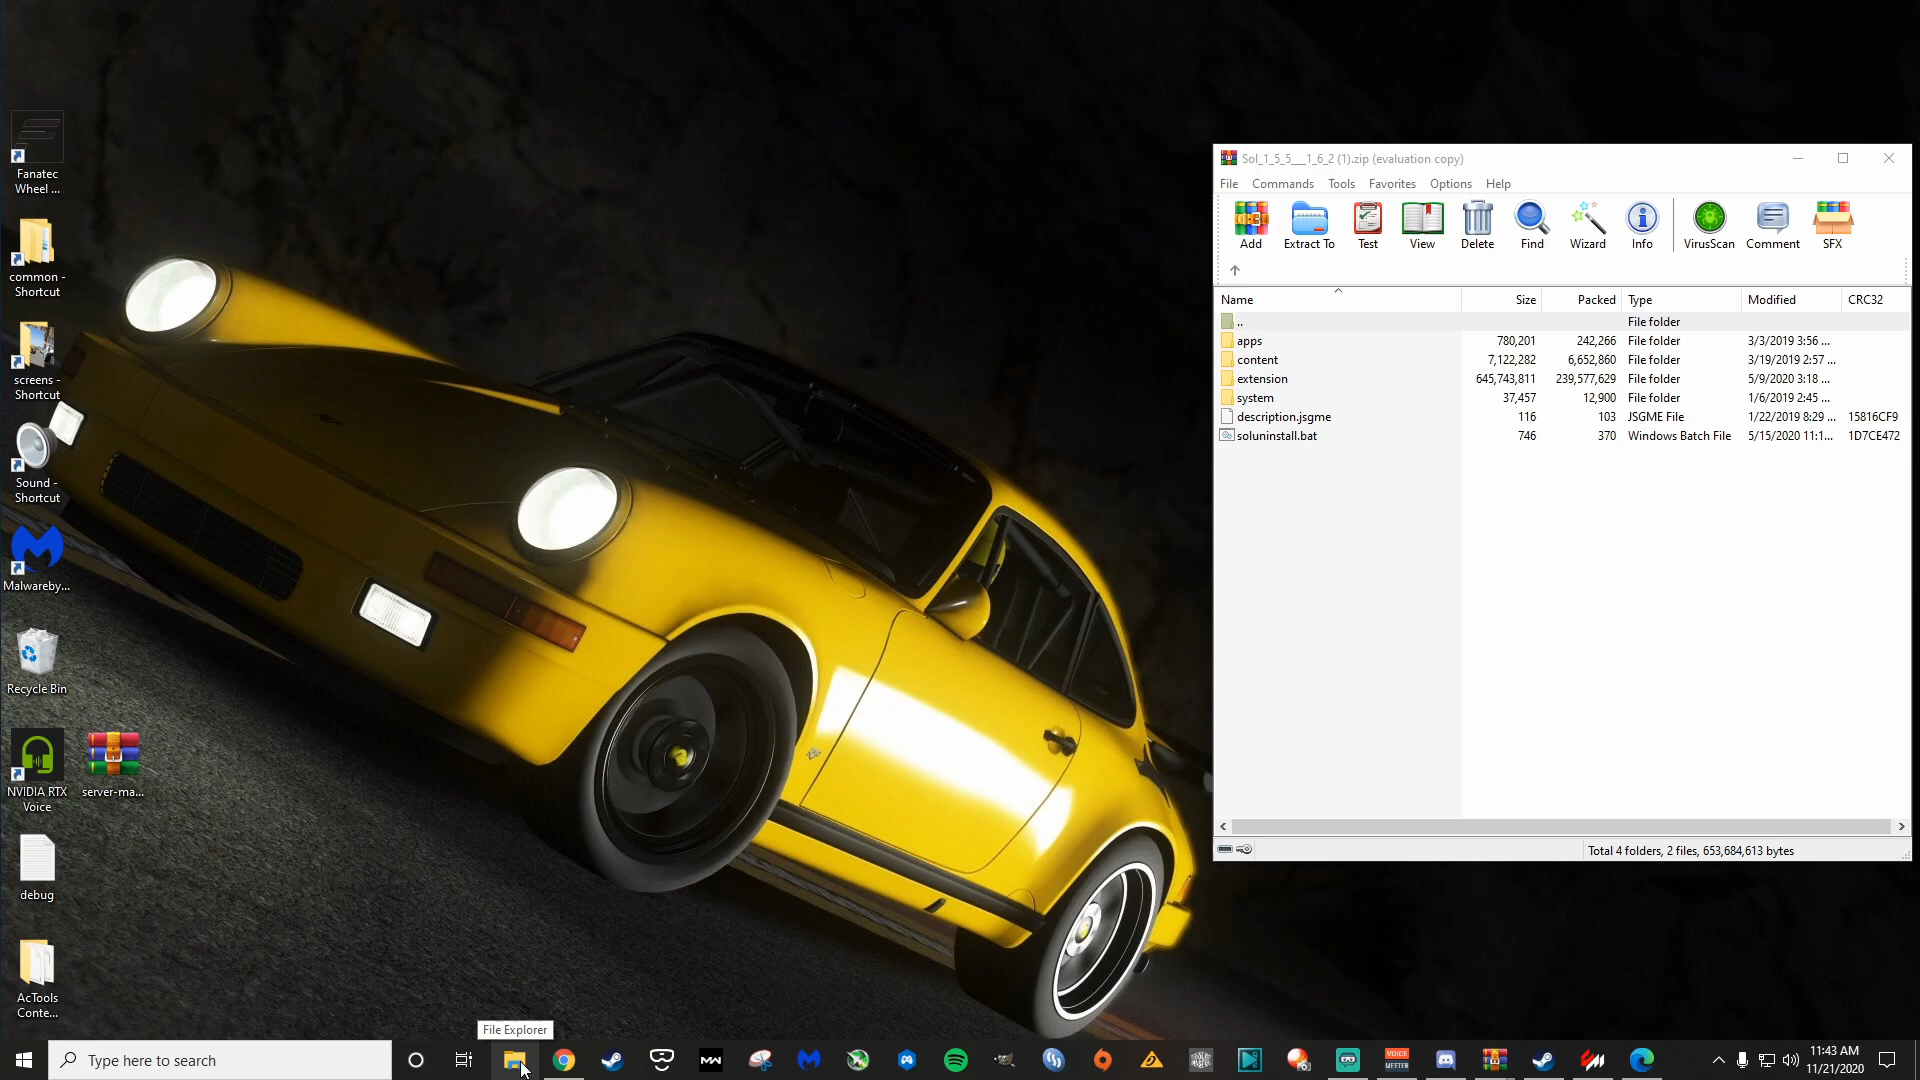 Fanatec
Wheel ...
common -
Shortcut
screens -
Shortcut
Sound -
Shortcut
Malwareby...
Recycle Bin
NVIDIA RTX
Voice
server-ma...
debug
AcTools
Conte...
Sol_1_5_5___1_6_2 (1).zip (evaluation copy)
File Commands Tools Favorites Options Help
Add Extract To Test View Delete Find Wizard Info VirusScan Comment SFX
Name Size Packed Type Modified CRC32
.. File folder
apps 780,201 242,266 File folder 3/3/2019 3:56 ...
content 7,122,282 6,652,860 File folder 3/19/2019 2:57 ...
extension 645,743,811 239,577,629 File folder 5/9/2020 3:18 ...
system 37,457 12,900 File folder 1/6/2019 2:45 ...
description.jsgme 116 103 JSGME File 1/22/2019 8:29 ... 15816CF9
soluninstall.bat 746 370 Windows Batch File 5/15/2020 11:1... 1D7CE472
Total 4 folders, 2 files, 653,684,613 bytes
File Explorer
Type here to search
VOICE
MEETER
11:43 AM
11/21/2020